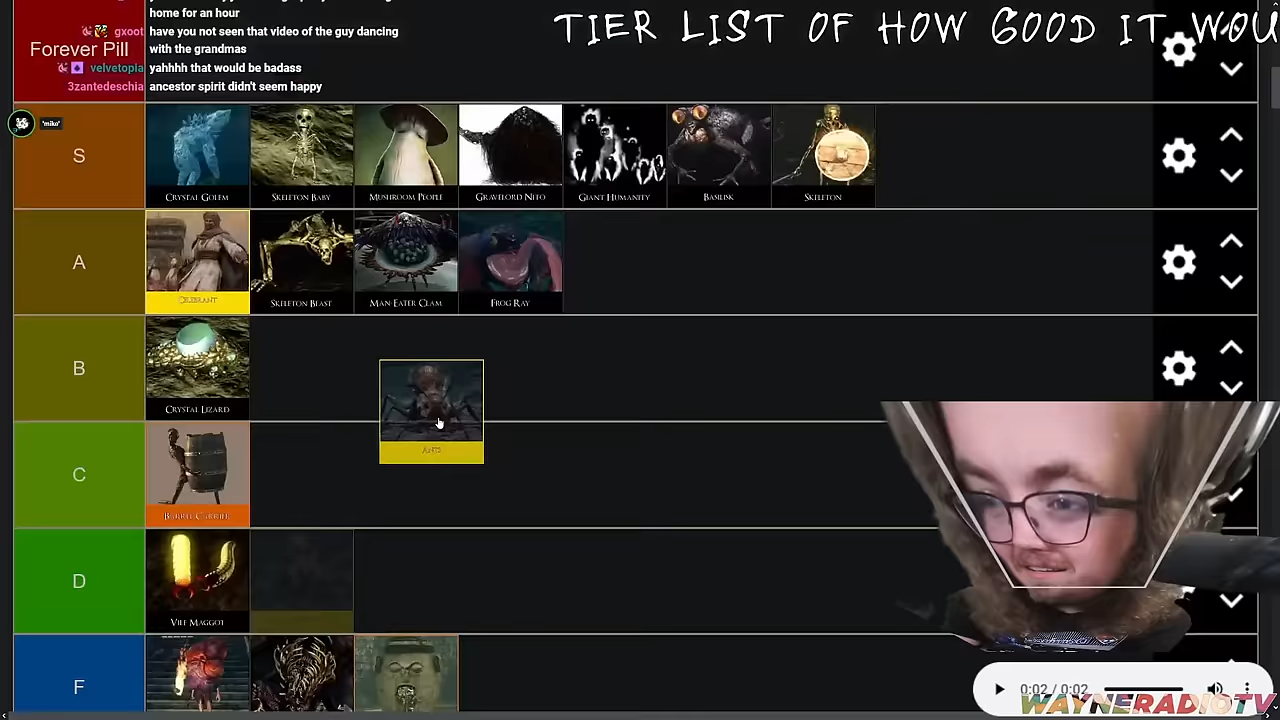 home for an hour
TIER LIST OF HOW GOOD IT WOU
gxoot have you not seen that video of the guy dancing
with the grandmas
Forever Pill
velvetopia yahhhh that would be badass
3zantedeschia ancestor spirit didn't seem happy
"miko"
S
CRYSTAL GOLEM
SKELETON BABY
MUSHROOM PEOPLE
GRAVELORD NITO
GIANT HUMANITY
BASILISK
SKELETON
A
SKELETON BEAST
MAN-EATER CLAM
FROG RAY
B
CRYSTAL LIZARD
C
BARREL CARRIER
D
VILE MAGGOT
F
0:02 / 0:02
WAYNERADIOTV